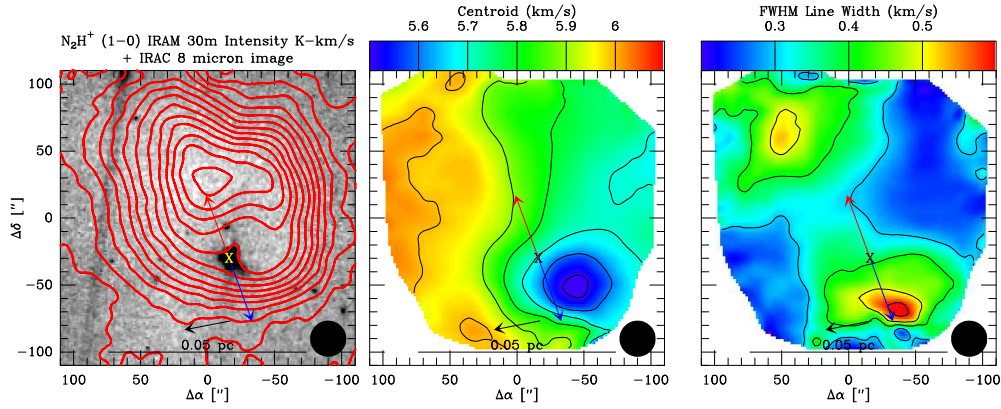 N₂H⁺ (1-0) IRAM 30m Intensity K-km/s
+ IRAC 8 micron image
100
50
0
-50
-100
Δδ [″]
X
0.05 pc
100 50 0 -50 -100
Δα [″]
Centroid (km/s)
5.6 5.7 5.8 5.9 6
X
0.05 pc
100 50 0 -50 -100
Δα [″]
FWHM Line Width (km/s)
0.3 0.4 0.5
X
0.05 pc
100 50 0 -50 -100
Δα [″]